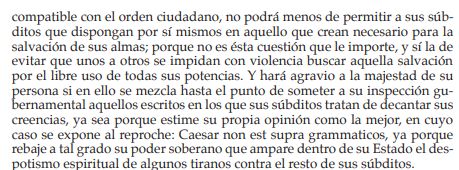 compatible con el orden ciudadano, no podrá menos de permitir a sus súb-
ditos que dispongan por sí mismos en aquello que crean necesario para la
salvación de sus almas; porque no es ésta cuestión que le importe, y sí la de
evitar que unos a otros se impidan con violencia buscar aquella salvación
por el libre uso de todas sus potencias. Y hará agravio a la majestad de su
persona si en ello se mezcla hasta el punto de someter a su inspección gu-
bernamental aquellos escritos en los que sus súbditos tratan de decantar sus
creencias, ya sea porque estime su propia opinión como la mejor, en cuyo
caso se expone al reproche: Caesar non est supra grammaticos, ya porque
rebaje a tal grado su poder soberano que ampare dentro de su Estado el des-
potismo espiritual de algunos tiranos contra el resto de sus súbditos.